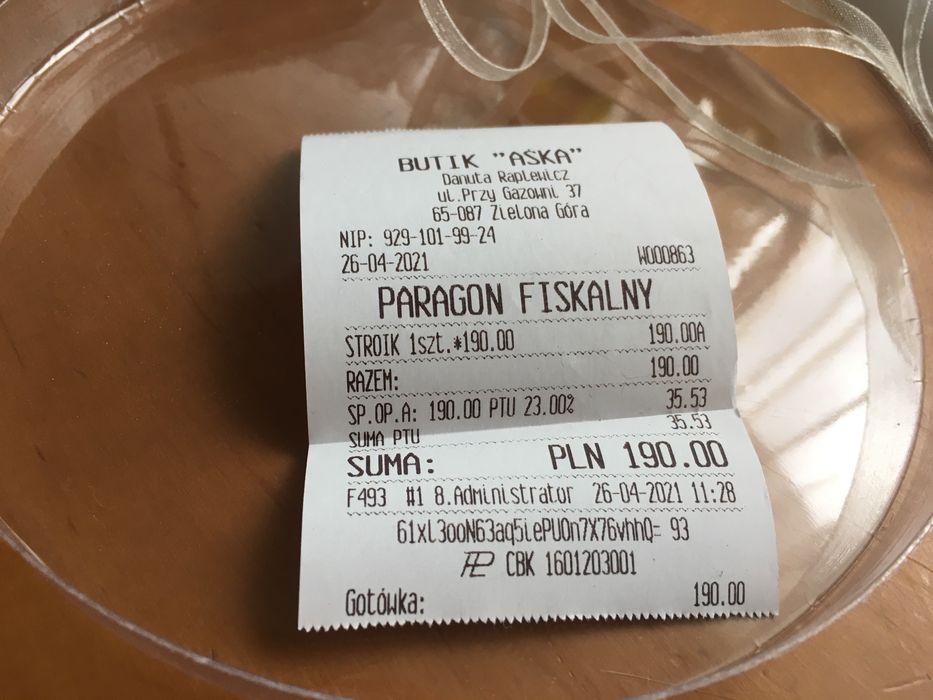 BUTIK "AŚKA"
Danuta Raplewicz
ul.Przy Gazowni 37
65-087 Zielona Góra
NIP: 929-101-99-24
26-04-2021 W000863
PARAGON FISKALNY
STROIK 1szt.*190.00 190.00A
RAZEM: 190.00
SP.OP.A: 190.00 PTU 23.00% 35.53
SUMA PTU 35.53
SUMA: PLN 190.00
F493 #1 8.Administrator 26-04-2021 11:28
61xL3ooN63aq5iePUOn7X76vhhQ= 93
CBK 1601203001
Gotówka: 190.00